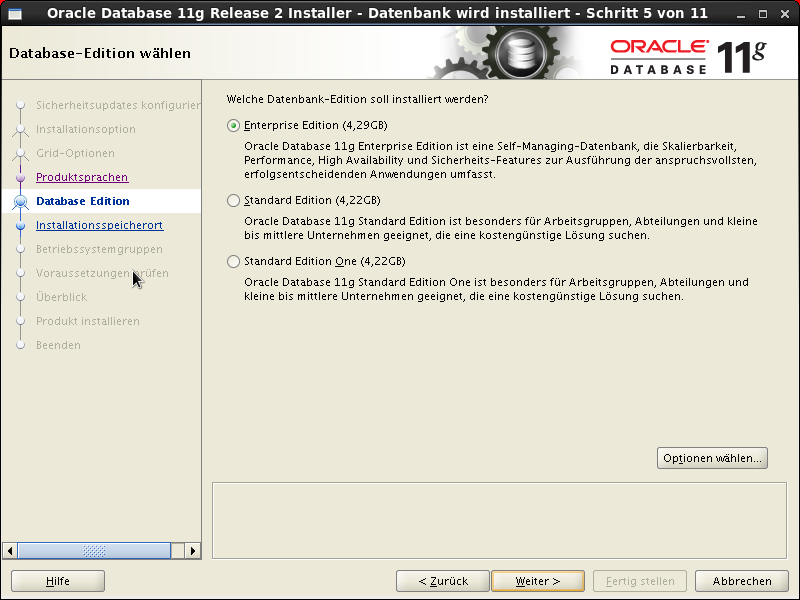 Oracle Database 11g Release 2 Installer - Datenbank wird installiert - Schritt 5 von 11
Database-Edition wählen
ORACLE
DATABASE 11g
Sicherheitsupdates konfigurier
Installationsoption
Grid-Optionen
Produktsprachen
Database Edition
Installationsspeicherort
Betriebssystemgruppen
Voraussetzungen prüfen
Überblick
Produkt installieren
Beenden
Welche Datenbank-Edition soll installiert werden?
Enterprise Edition (4,29GB)
Oracle Database 11g Enterprise Edition ist eine Self-Managing-Datenbank, die Skalierbarkeit,
Performance, High Availability und Sicherheits-Features zur Ausführung der anspruchsvollsten,
erfolgsentscheidenden Anwendungen umfasst.
Standard Edition (4,22GB)
Oracle Database 11g Standard Edition ist besonders für Arbeitsgruppen, Abteilungen und kleine
bis mittlere Unternehmen geeignet, die eine kostengünstige Lösung suchen.
Standard Edition One (4,22GB)
Oracle Database 11g Standard Edition One ist besonders für Arbeitsgruppen, Abteilungen und
kleine bis mittlere Unternehmen geeignet, die eine kostengünstige Lösung suchen.
Optionen wählen...
Hilfe
< Zurück
Weiter >
Fertig stellen
Abbrechen